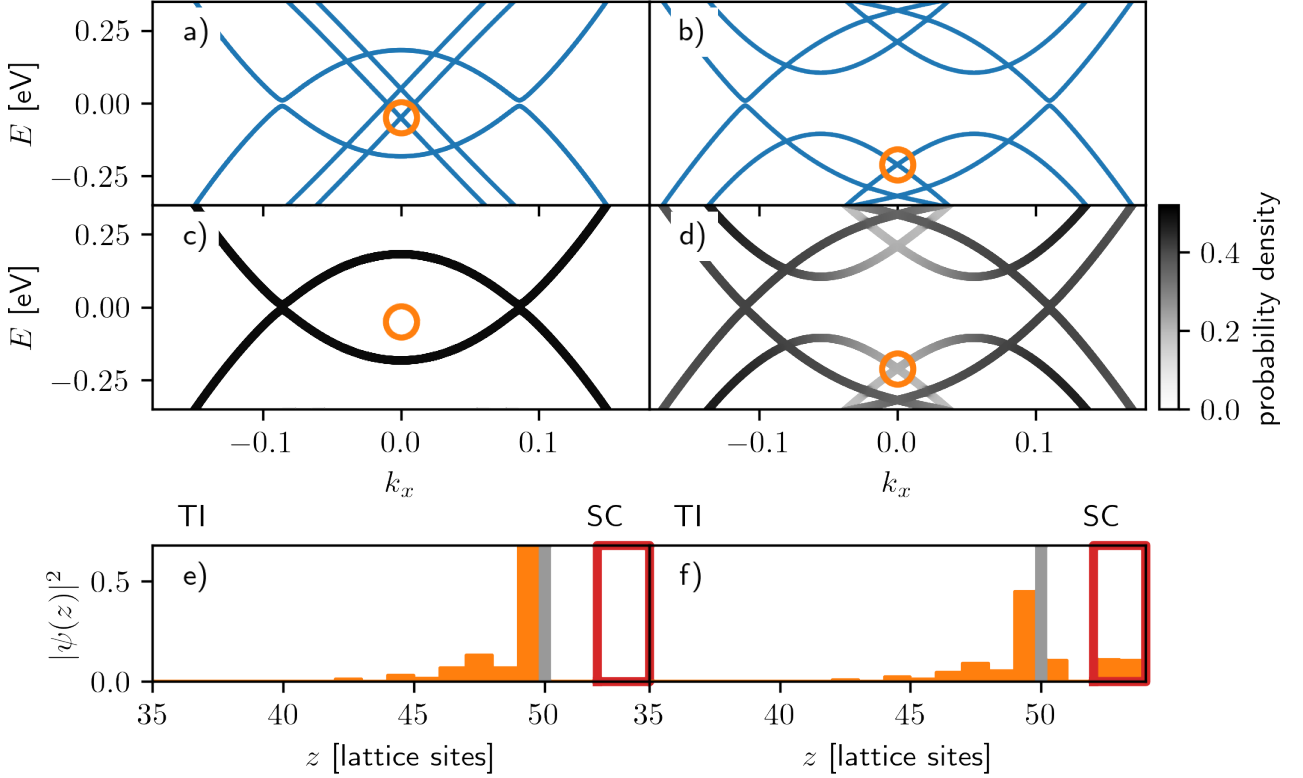 a) b)
0.25
0.00
−0.25
E [eV]
c) d)
0.25
0.00
−0.25
E [eV]
−0.1 0.0 0.1 −0.1 0.0 0.1
k_x k_x
0.4
0.2
0.0
probability density
TI SC TI SC
e) f)
0.5
0.0
|ψ(z)|²
35 40 45 50 35 40 45 50
z [lattice sites] z [lattice sites]